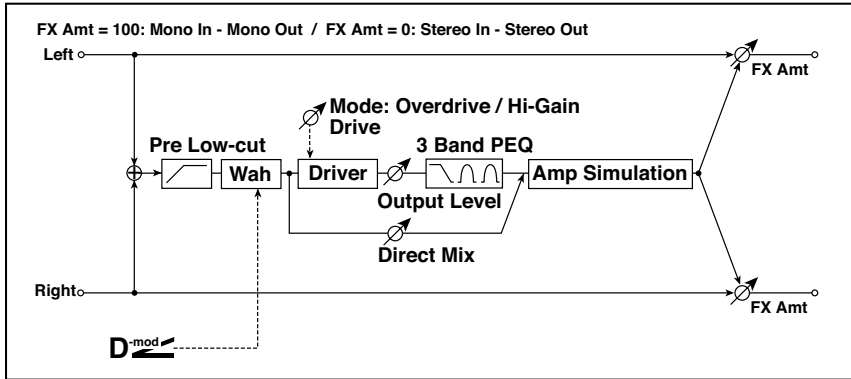 FX Amt = 100: Mono In - Mono Out / FX Amt = 0: Stereo In - Stereo Out
Left
FX Amt
Mode: Overdrive / Hi-Gain
Drive
Pre Low-cut
3 Band PEQ
Wah
Driver
Amp Simulation
Output Level
Direct Mix
Right
FX Amt
D-mod